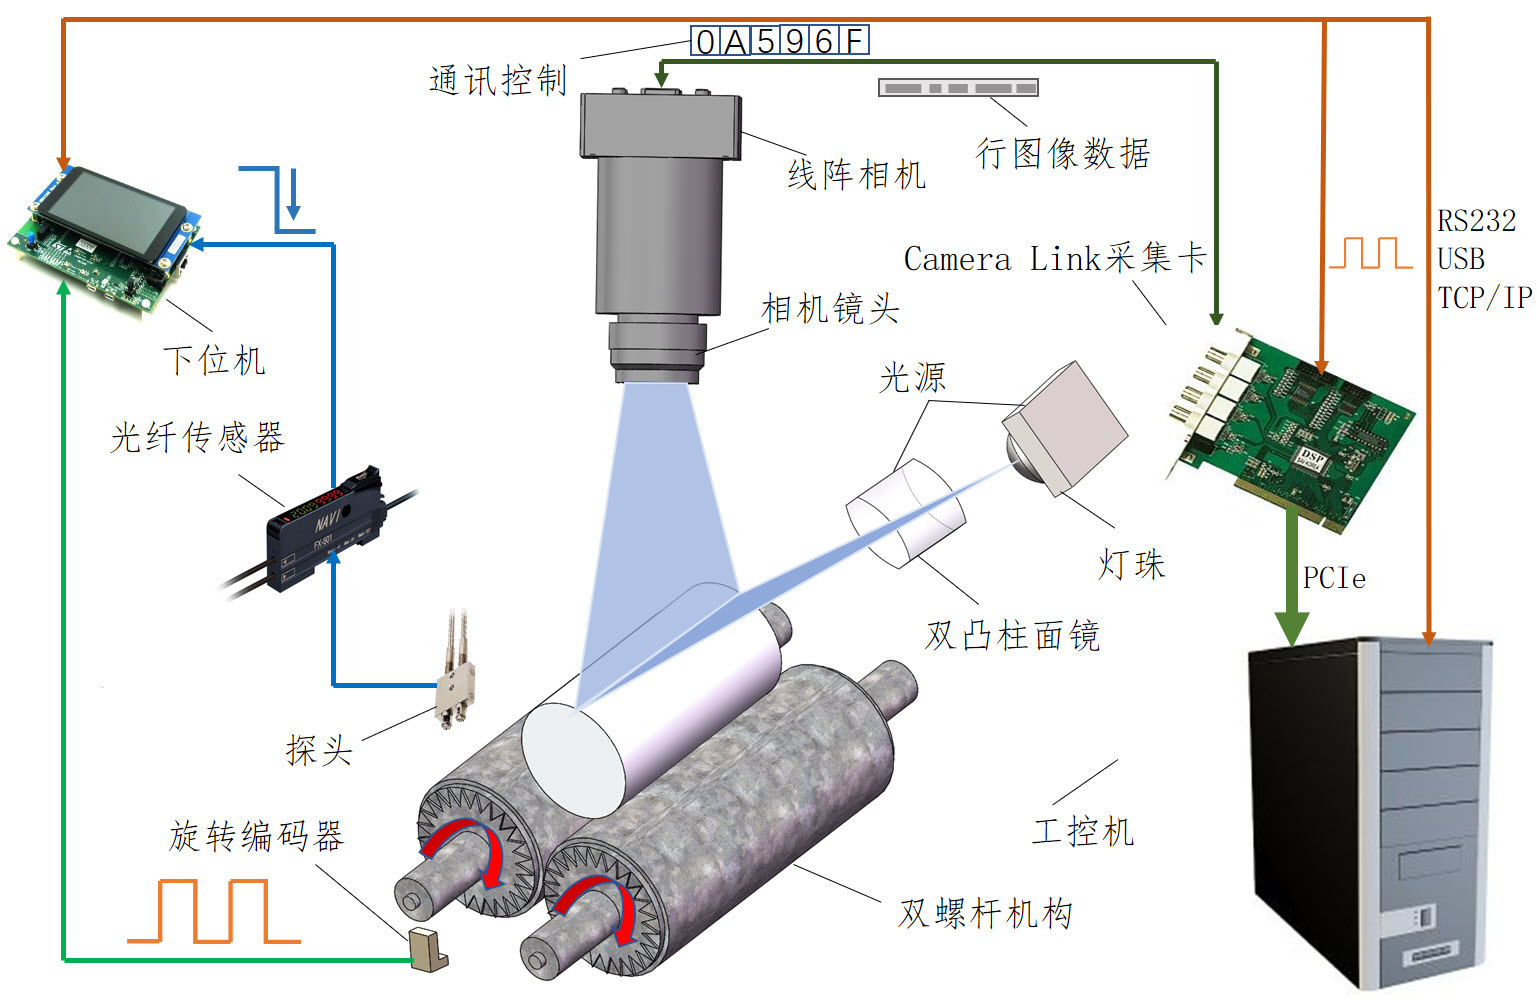 0A596F
通讯控制
线阵相机
行图像数据
RS232
USB
TCP/IP
Camera Link采集卡
相机镜头
下位机
光源
光纤传感器
NAVI
FX-501
DSP
灯珠
PCIe
双凸柱面镜
探头
旋转编码器
工控机
双螺杆机构